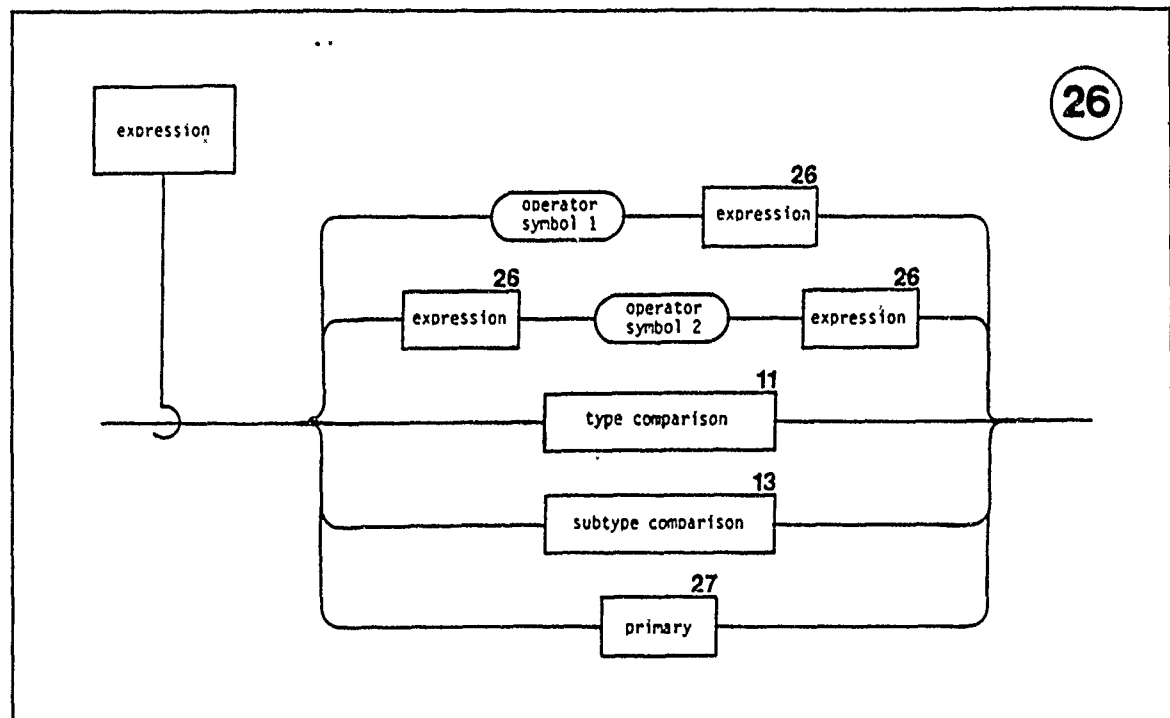 expression
26
26
operator
symbol 1
expression
26
26
expression
operator
symbol 2
expression
11
type comparison
13
subtype comparison
27
primary